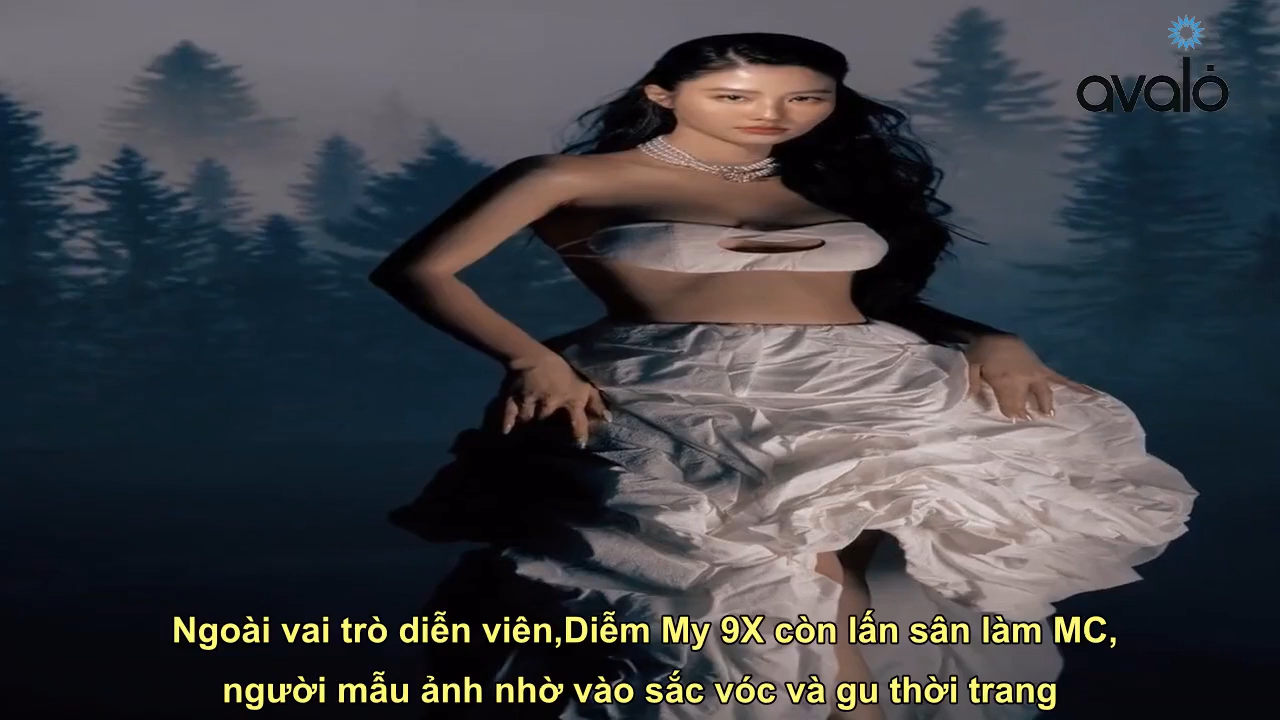 avalo
Ngoài vai trò diễn viên,Diễm My 9X còn lấn sân làm MC,
người mẫu ảnh nhờ vào sắc vóc và gu thời trang